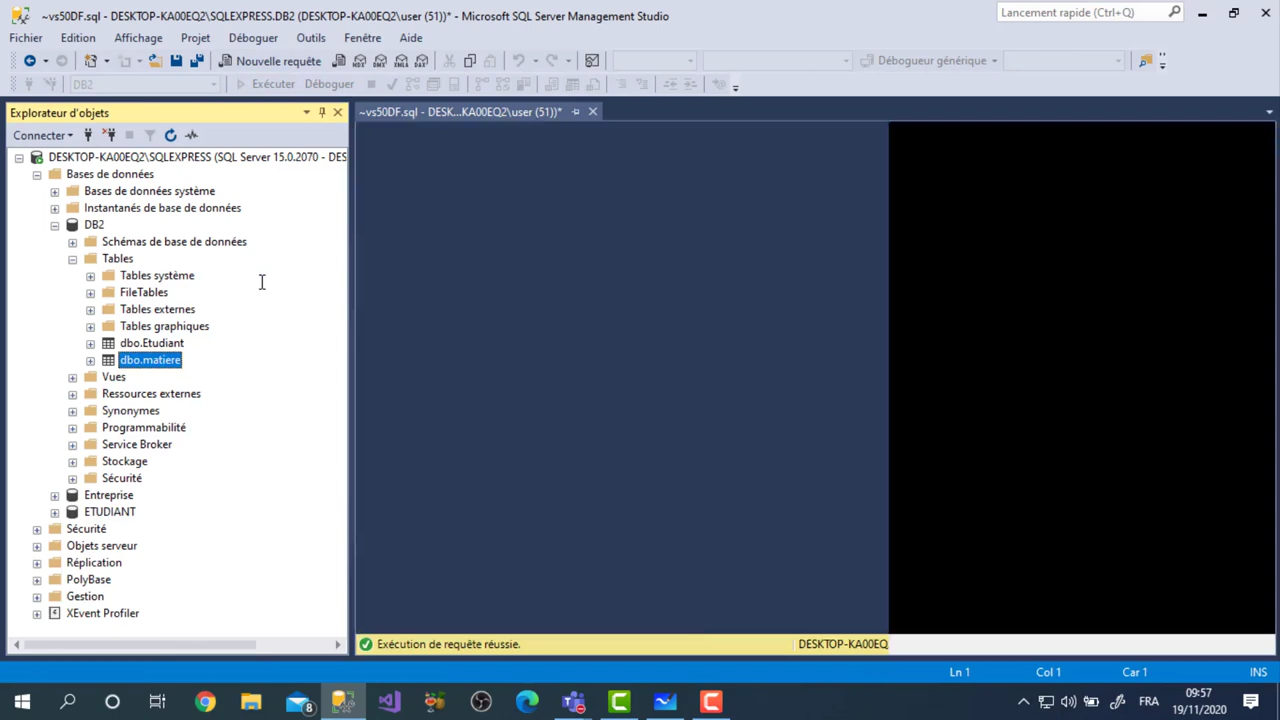 ~vs50DF.sql - DESKTOP-KA00EQ2\SQLEXPRESS.DB2 (DESKTOP-KA00EQ2\user (51))* - Microsoft SQL Server Management Studio
Lancement rapide (Ctrl+Q)
Fichier Edition Affichage Projet Déboguer Outils Fenêtre Aide
Nouvelle requête MDX DMX XMLA DAX Débogueur générique
DB2 Exécuter Déboguer
Explorateur d'objets
~vs50DF.sql - DESK...KA00EQ2\user (51))*
Connecter
DESKTOP-KA00EQ2\SQLEXPRESS (SQL Server 15.0.2070 - DES
Bases de données
Bases de données système
Instantanés de base de données
DB2
Schémas de base de données
Tables
Tables système
FileTables
Tables externes
Tables graphiques
dbo.Etudiant
dbo.matiere
Vues
Ressources externes
Synonymes
Programmabilité
Service Broker
Stockage
Sécurité
Entreprise
ETUDIANT
Sécurité
Objets serveur
Réplication
PolyBase
Gestion
XEvent Profiler
Exécution de requête réussie. DESKTOP-KA00EQ
Ln 1 Col 1 Car 1 INS
8 FRA 09:57
19/11/2020